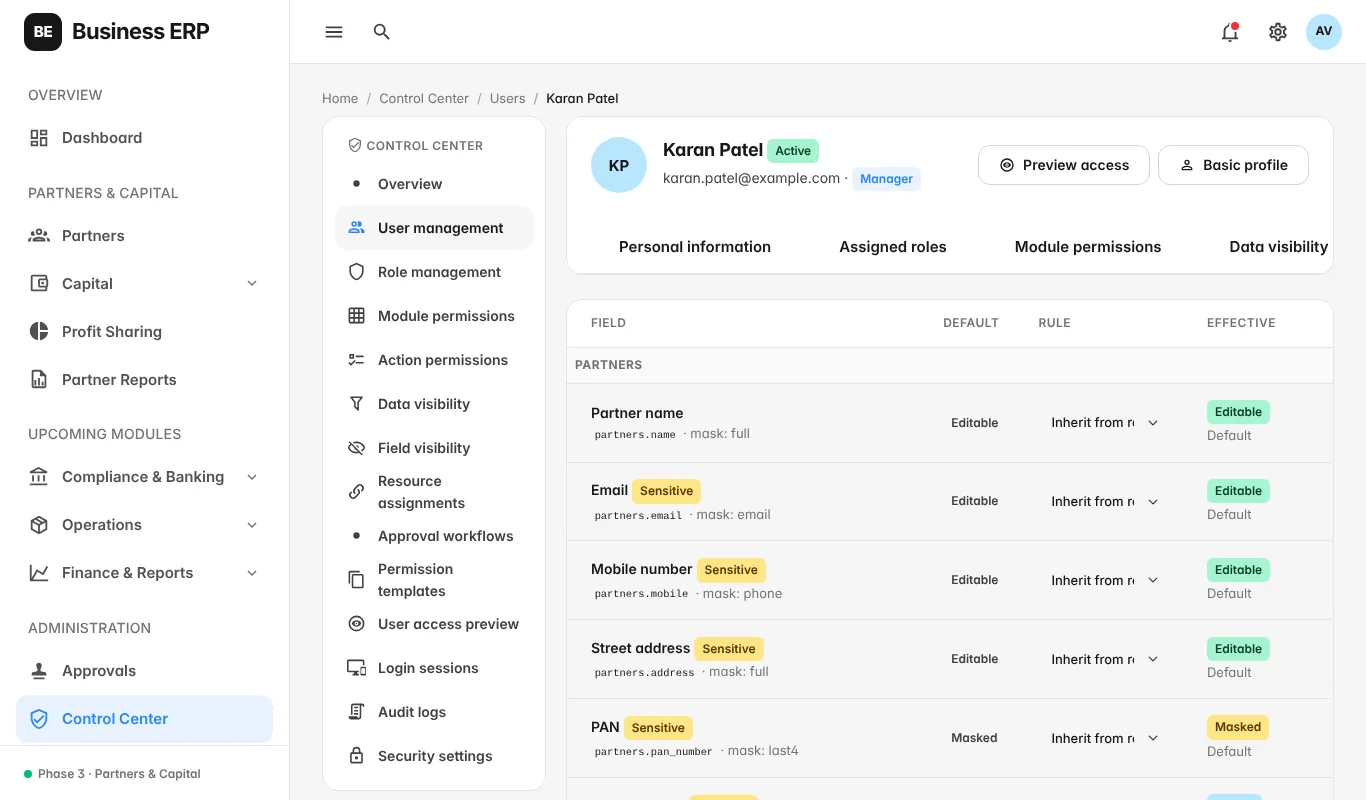 BE Business ERP
AV
OVERVIEW
Dashboard
PARTNERS & CAPITAL
Partners
Capital
Profit Sharing
Partner Reports
UPCOMING MODULES
Compliance & Banking
Operations
Finance & Reports
ADMINISTRATION
Approvals
Control Center
Phase 3 · Partners & Capital
Home / Control Center / Users / Karan Patel
CONTROL CENTER
Overview
User management
Role management
Module permissions
Action permissions
Data visibility
Field visibility
Resource
assignments
Approval workflows
Permission
templates
User access preview
Login sessions
Audit logs
Security settings
KP
Karan Patel Active
karan.patel@example.com · Manager
Preview access
Basic profile
Personal information Assigned roles Module permissions Data visibility
FIELD DEFAULT RULE EFFECTIVE
PARTNERS
Partner name
partners.name · mask: full
Editable
Inherit from
Editable
Default
Email Sensitive
partners.email · mask: email
Editable
Inherit from
Editable
Default
Mobile number Sensitive
partners.mobile · mask: phone
Editable
Inherit from
Editable
Default
Street address Sensitive
partners.address · mask: full
Editable
Inherit from
Editable
Default
PAN Sensitive
partners.pan_number · mask: last4
Masked
Inherit from
Masked
Default